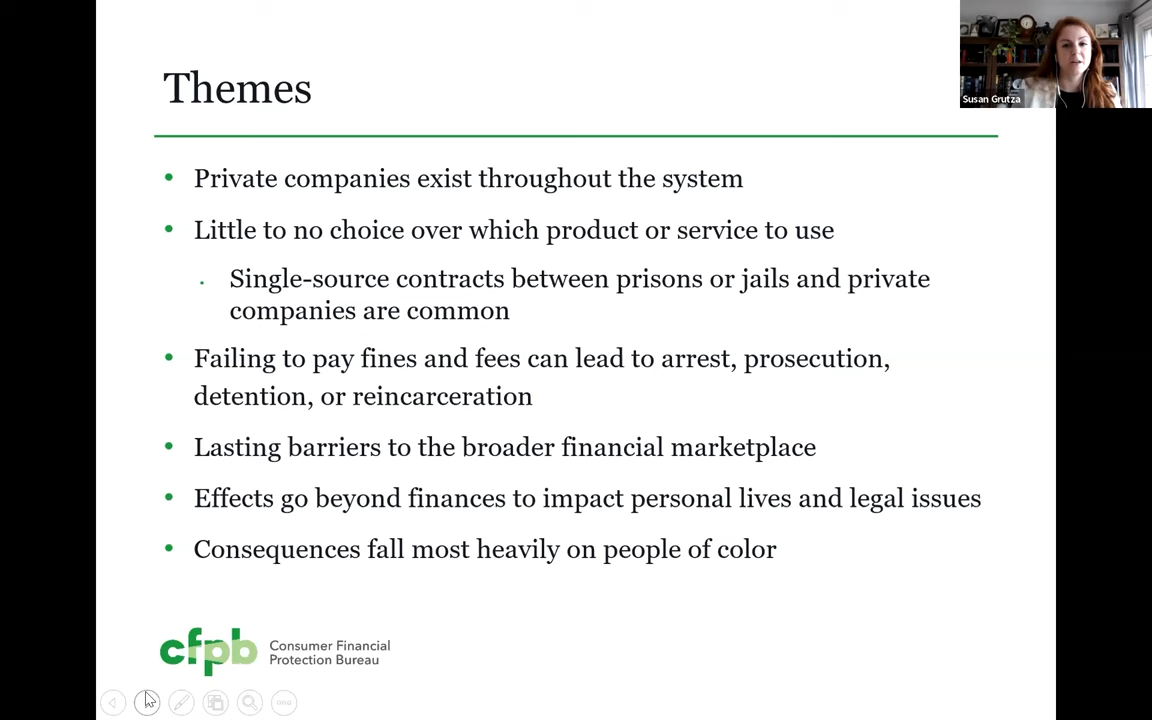 Themes
Susan Grutza
• Private companies exist throughout the system
• Little to no choice over which product or service to use
• Single-source contracts between prisons or jails and private
companies are common
• Failing to pay fines and fees can lead to arrest, prosecution,
detention, or reincarceration
• Lasting barriers to the broader financial marketplace
• Effects go beyond finances to impact personal lives and legal issues
• Consequences fall most heavily on people of color
cfpb
Consumer Financial
Protection Bureau